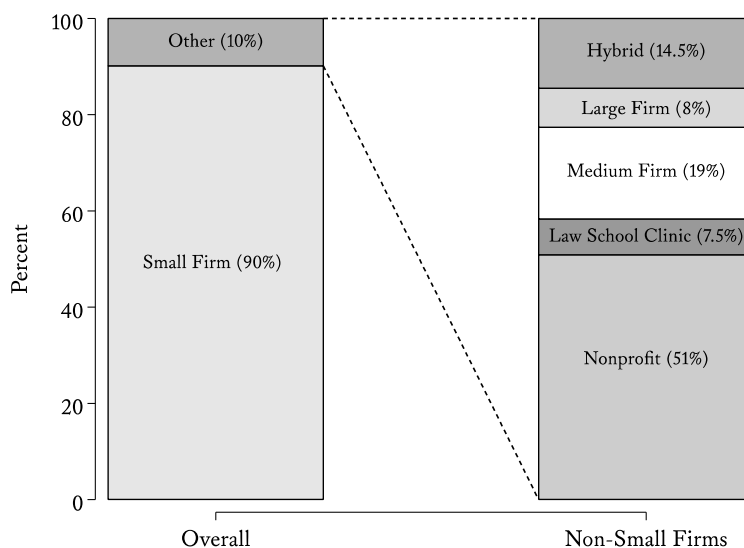 100
80
60
40
20
0
Percent
Other (10%)
Small Firm (90%)
Hybrid (14.5%)
Large Firm (8%)
Medium Firm (19%)
Law School Clinic (7.5%)
Nonprofit (51%)
Overall
Non-Small Firms